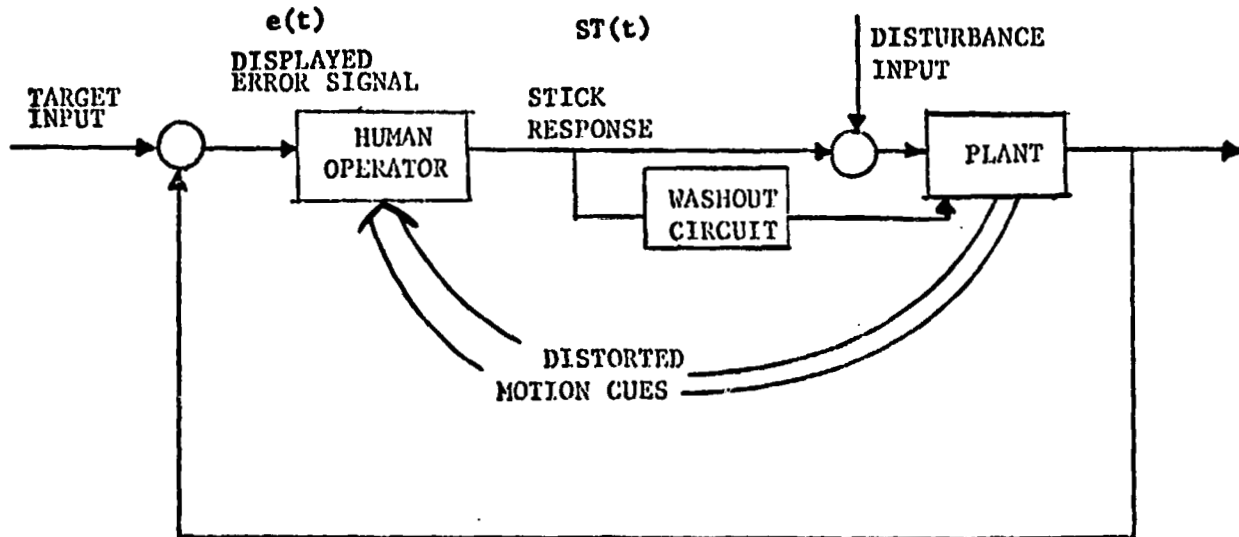 e(t)
ST(t)
DISPLAYED
ERROR SIGNAL
DISTURBANCE
INPUT
TARGET
INPUT
STICK
RESPONSE
HUMAN
OPERATOR
PLANT
WASHOUT
CIRCUIT
DISTORTED
MOTION CUES